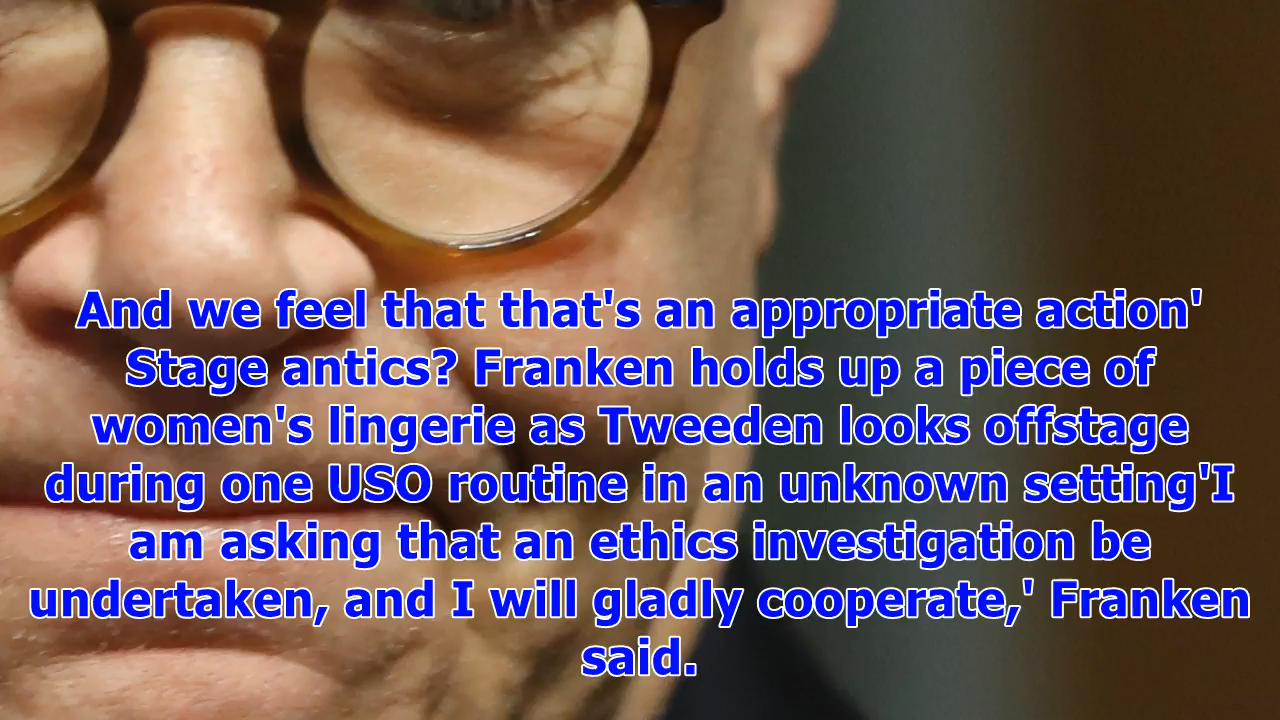 And we feel that that's an appropriate action'
Stage antics? Franken holds up a piece of
women's lingerie as Tweeden looks offstage
during one USO routine in an unknown setting'I
am asking that an ethics investigation be
undertaken, and I will gladly cooperate,' Franken
said.